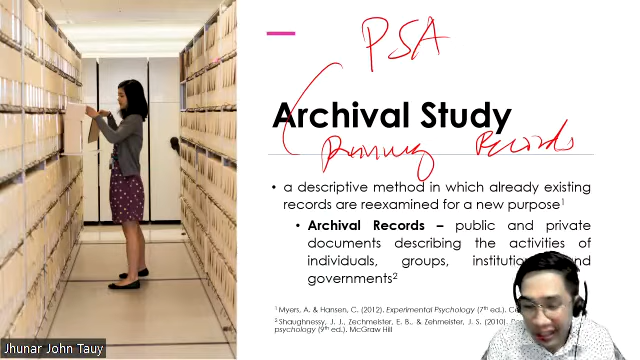 PSA
Archival Study
Running Records
• a descriptive method in which already existing
records are reexamined for a new purpose1
• Archival Records – public and private
documents describing the activities of
individuals, groups, institution and
governments2
1 Myers, A. & Hansen, C. (2012). Experimental Psychology (7th ed.).
2 Shaughnessy, J. J., Zechmeister, E. B., & Zehmeister, J. S. (2010).
psychology (9th ed.). McGraw Hill
Jhunar John Tauy